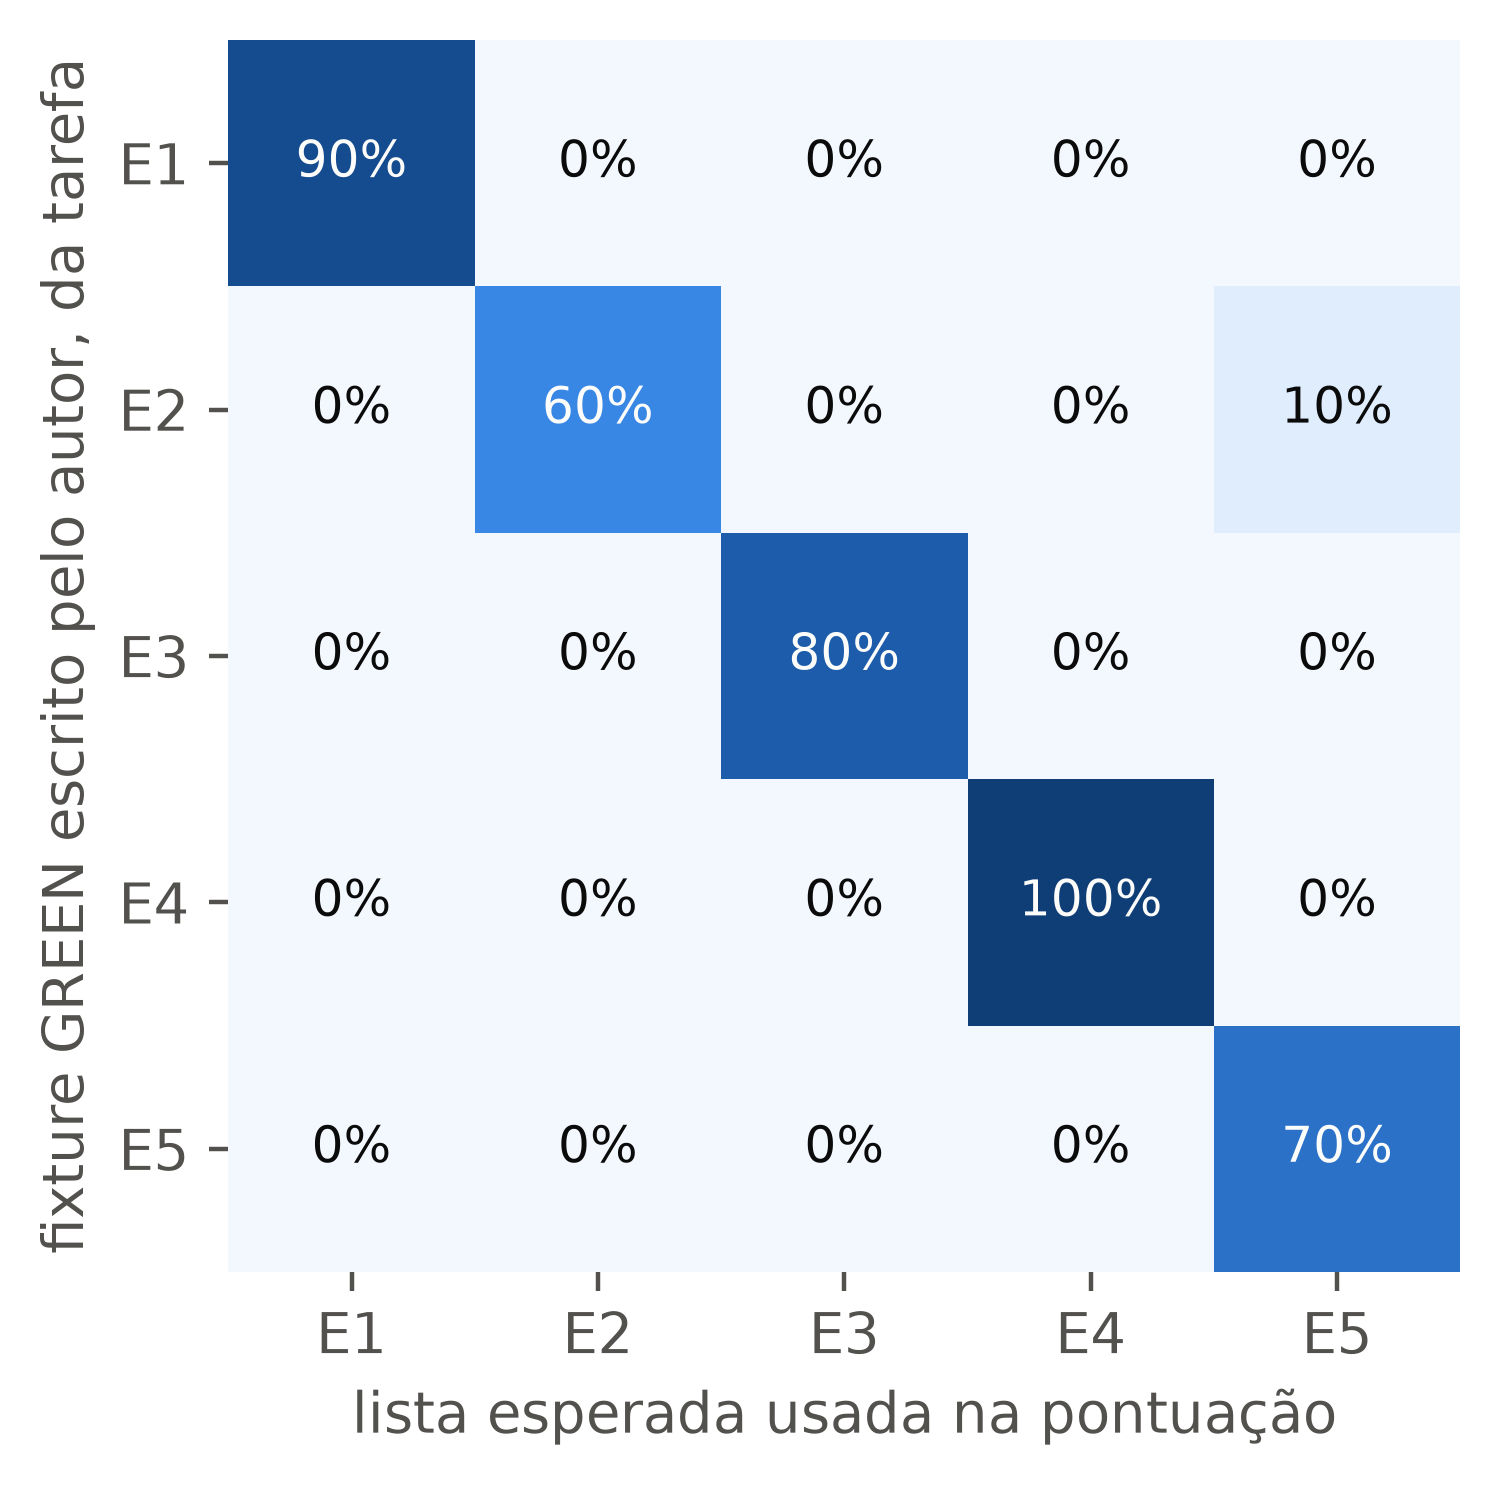 fixture GREEN escrito pelo autor, da tarefa
E1 90% 0% 0% 0% 0%
E2 0% 60% 0% 0% 10%
E3 0% 0% 80% 0% 0%
E4 0% 0% 0% 100% 0%
E5 0% 0% 0% 0% 70%
E1 E2 E3 E4 E5
lista esperada usada na pontuação